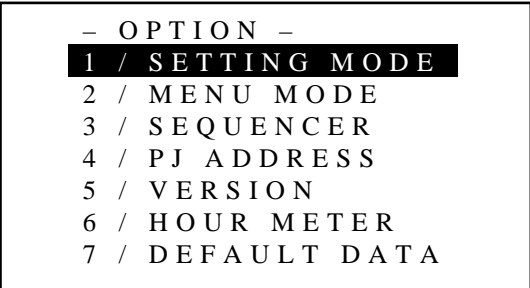 – OPTION –
1 / SETTING MODE
2 / MENU MODE
3 / SEQUENCER
4 / PJ ADDRESS
5 / VERSION
6 / HOUR METER
7 / DEFAULT DATA